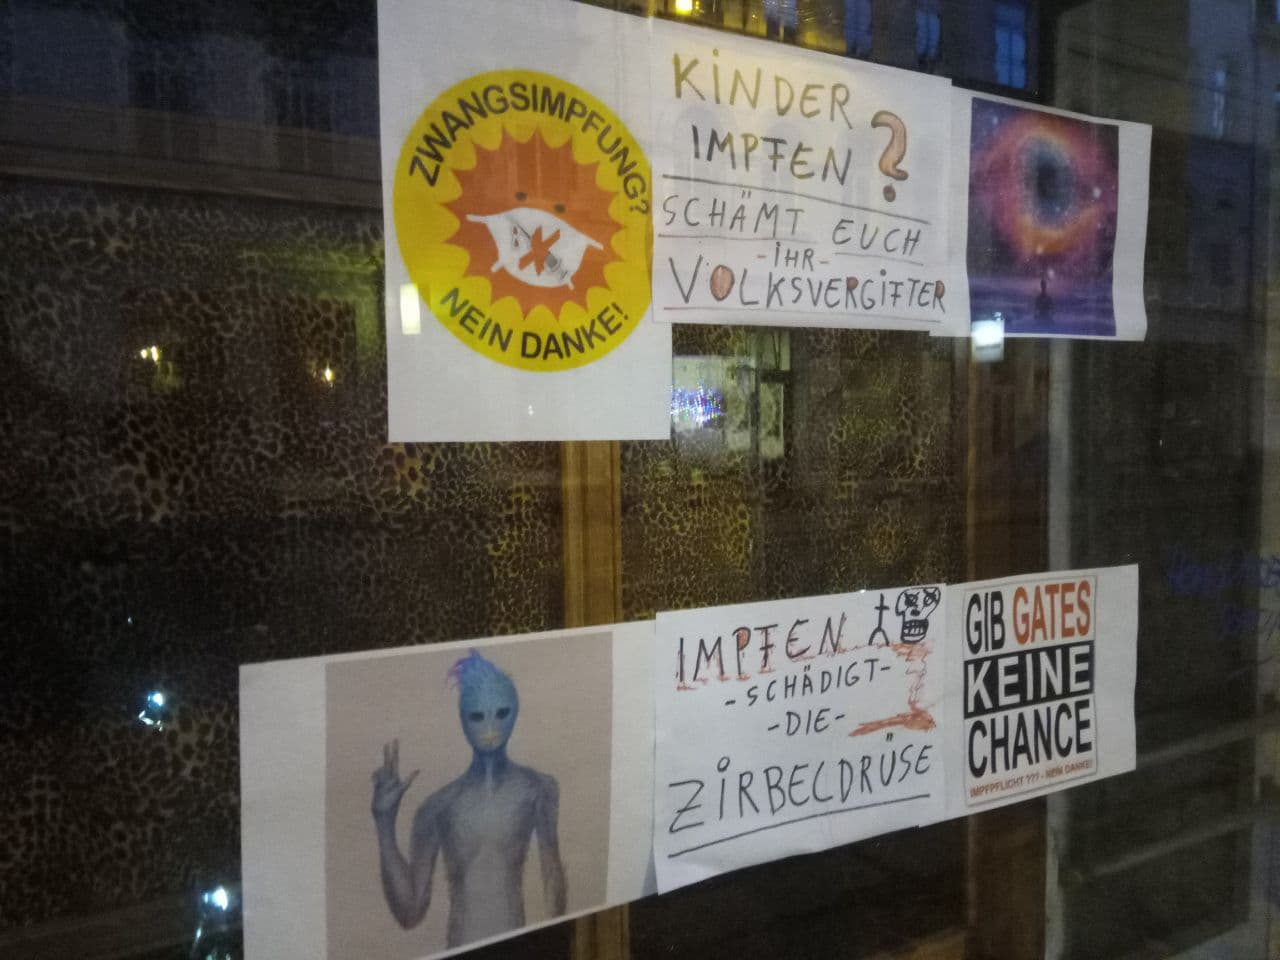 ZWANGSIMPFUNG?
NEIN DANKE!
KINDER
IMPFEN?
SCHÄMT EUCH
-IHR-
VOLKSVERGIFTER
IMPFEN
-SCHÄDIGT-
-DIE-
ZIRBELDRÜSE
GIB GATES
KEINE
CHANCE
IMPFPFLICHT ??? - NEIN DANKE!